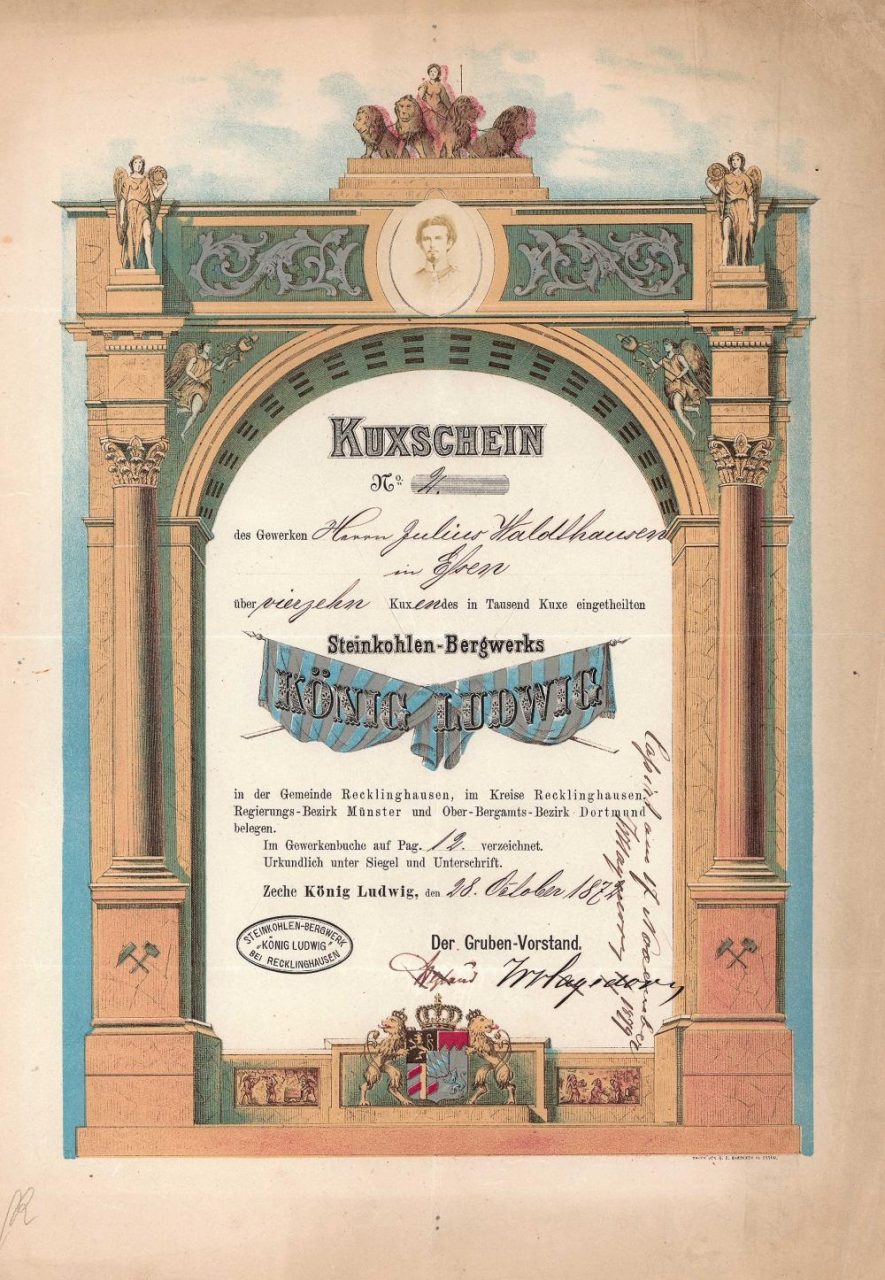 KUXSCHEIN
No. 2.
des Gewerken Herrn Julius Waldthausen
in Essen
über vierzehn Kuxen des in Tausend Kuxe eingetheilten
Steinkohlen-Bergwerks
KÖNIG LUDWIG
in der Gemeinde Recklinghausen, im Kreise Recklinghausen,
Regierungs-Bezirk Münster und Ober-Bergamts-Bezirk Dortmund
belegen.
Im Gewerkenbuche auf Pag. 12. verzeichnet.
Urkundlich unter Siegel und Unterschrift.
Zeche König Ludwig, den 28. October 1872
STEINKOHLEN-BERGWERK
"KÖNIG LUDWIG"
BEI RECKLINGHAUSEN
Der Gruben-Vorstand.